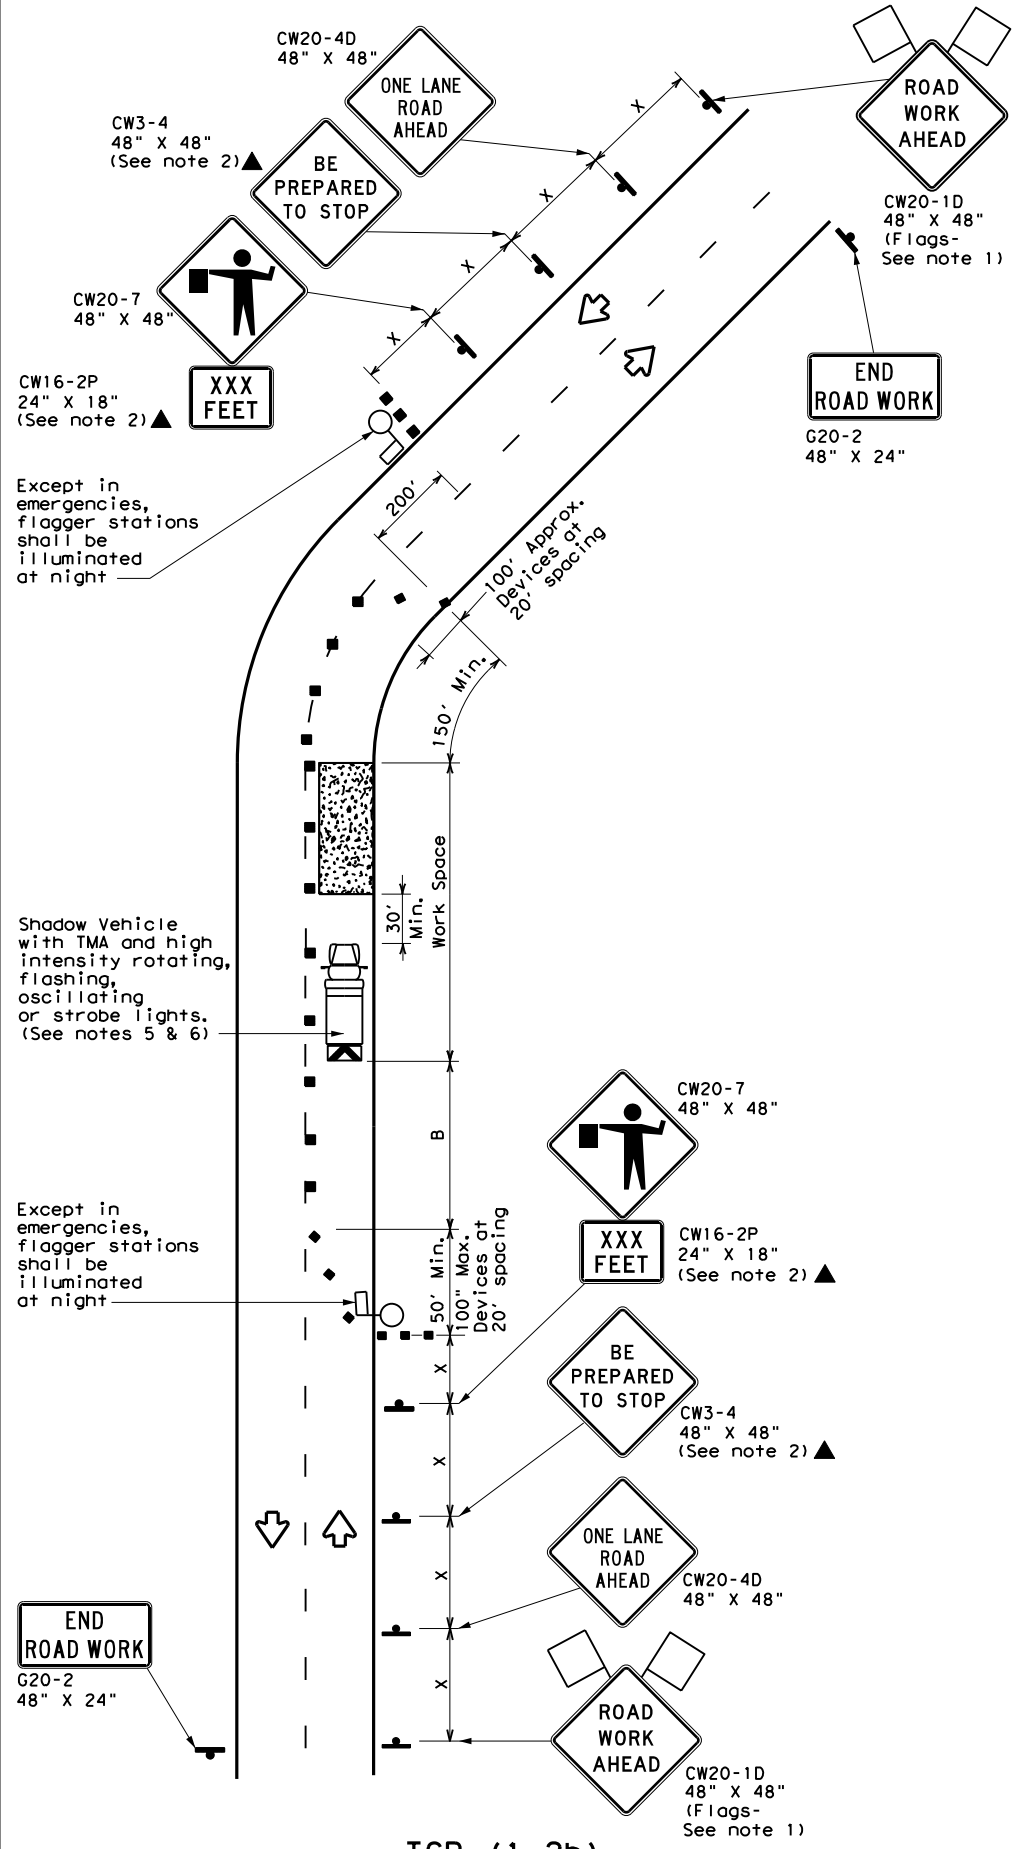 CW20-4D
48" X 48"
ONE LANE
ROAD
AHEAD
ROAD
WORK
AHEAD
CW20-1D
48" X 48"
(Flags-
See note 1)
CW3-4
48" X 48"
(See note 2)
BE
PREPARED
TO STOP
X
X
X
X
CW20-7
48" X 48"
CW16-2P
24" X 18"
(See note 2)
XXX
FEET
END
ROAD WORK
G20-2
48" X 24"
Except in
emergencies,
flagger stations
shall be
illuminated
at night
200'
100' Approx.
Devices at
20' spacing
150' Min.
Work Space
30'
Min.
Shadow Vehicle
with TMA and high
intensity rotating,
flashing,
oscillating
or strobe lights.
(See notes 5 & 6)
B
CW20-7
48" X 48"
XXX
FEET
CW16-2P
24" X 18"
(See note 2)
Except in
emergencies,
flagger stations
shall be
illuminated
at night
50' Min.
100" Max.
Devices at
20' spacing
X
X
X
X
BE
PREPARED
TO STOP
CW3-4
48" X 48"
(See note 2)
ONE LANE
ROAD
AHEAD
CW20-4D
48" X 48"
END
ROAD WORK
G20-2
48" X 24"
ROAD
WORK
AHEAD
CW20-1D
48" X 48"
(Flags-
See note 1)